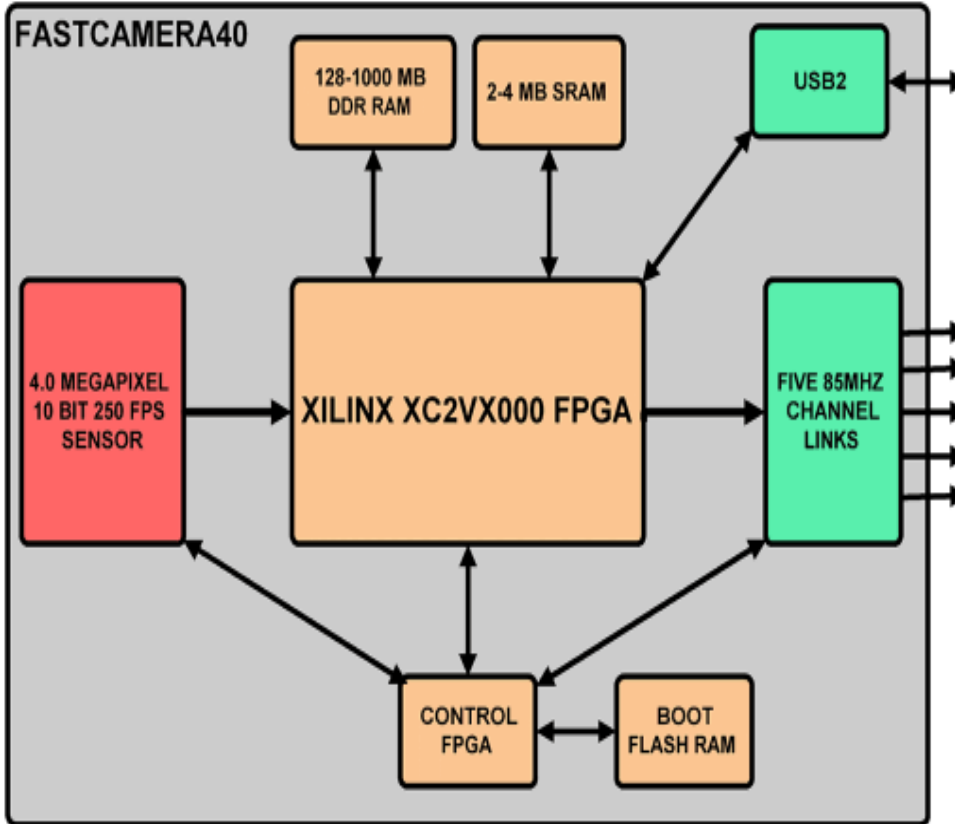 FASTCAMERA40
128-1000 MB
DDR RAM
2-4 MB SRAM
USB2
4.0 MEGAPIXEL
10 BIT 250 FPS
SENSOR
XILINX XC2VX000 FPGA
FIVE 85MHZ
CHANNEL
LINKS
CONTROL
FPGA
BOOT
FLASH RAM